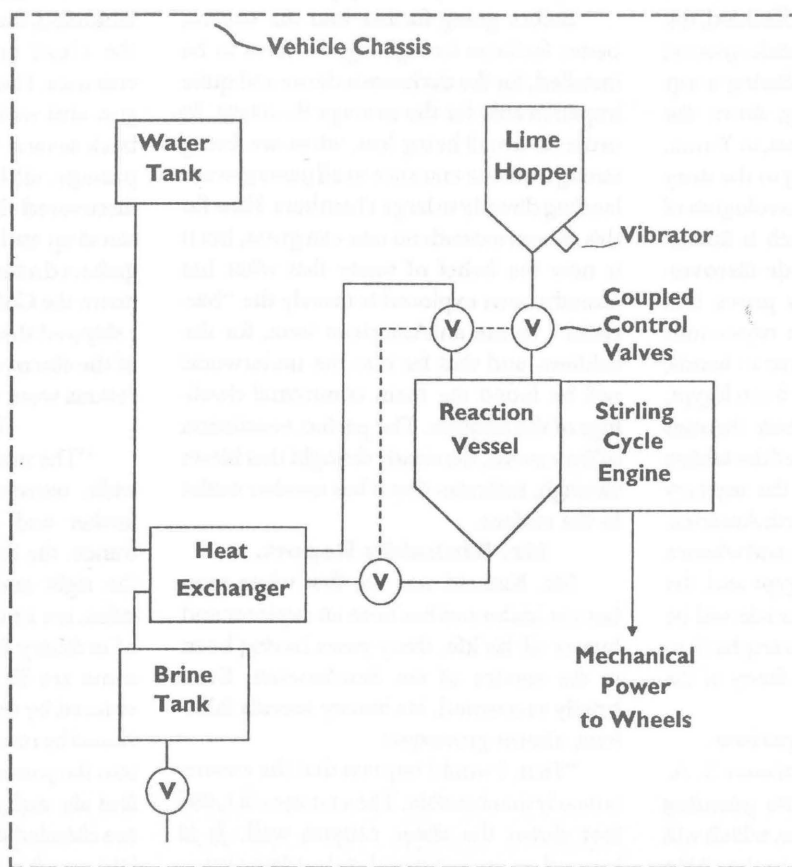 Vehicle Chassis
Water
Tank
Lime
Hopper
Vibrator
Coupled
Control
Valves
V
V
Reaction
Vessel
Stirling
Cycle
Engine
Heat
Exchanger
V
Brine
Tank
Mechanical
Power
to Wheels
V